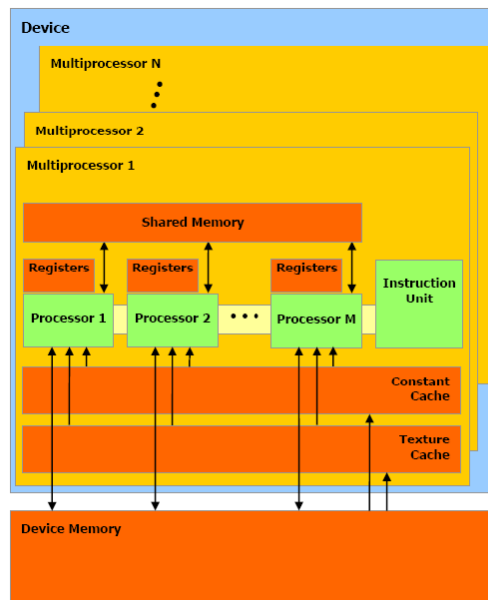 Device
Multiprocessor N
Multiprocessor 2
Multiprocessor 1
Shared Memory
Registers Registers Registers
Instruction
Unit
Processor 1 Processor 2 Processor M
Constant
Cache
Texture
Cache
Device Memory